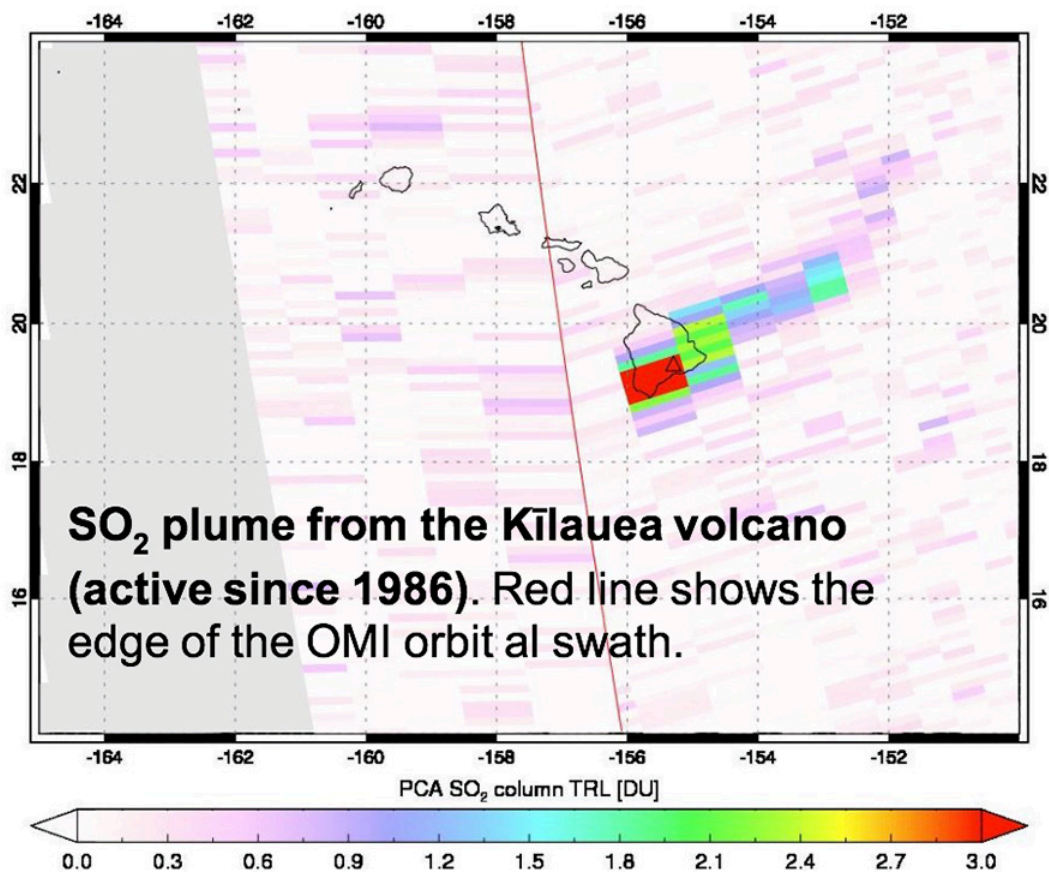 -164 -162 -160 -158 -156 -154 -152
22 22
20 20
18 18
SO₂ plume from the Kīlauea volcano
(active since 1986). Red line shows the
16 16
edge of the OMI orbit al swath.
-164 -162 -160 -158 -156 -154 -152
PCA SO₂ column TRL [DU]
0.0 0.3 0.6 0.9 1.2 1.5 1.8 2.1 2.4 2.7 3.0